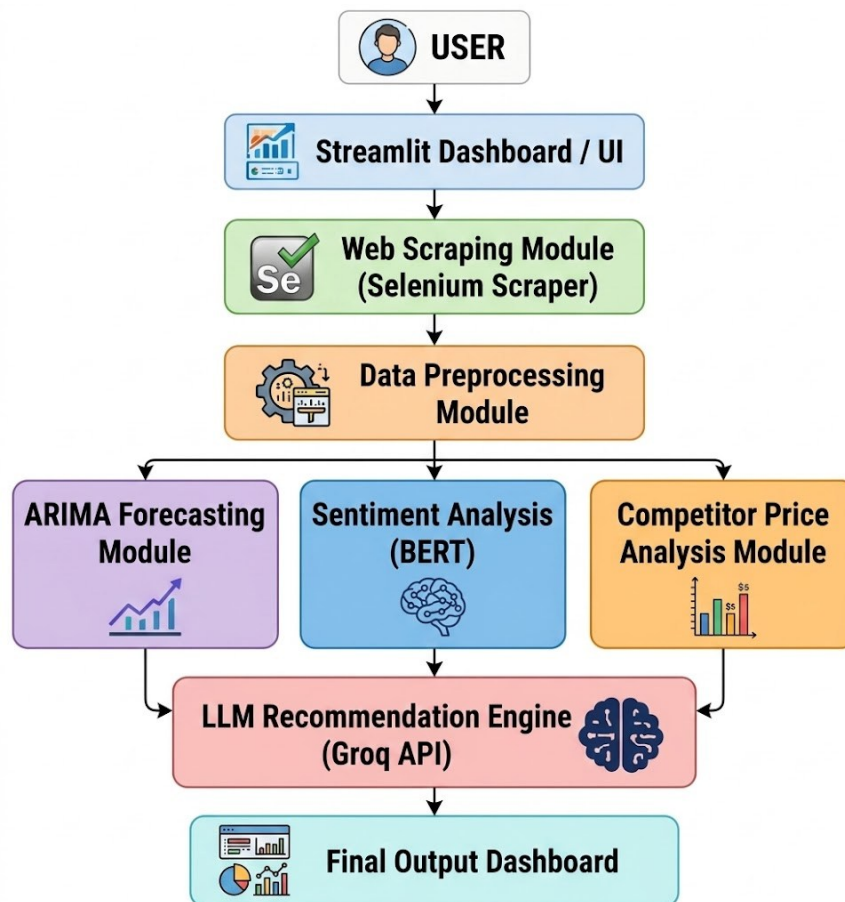 USER
Streamlit Dashboard / UI
Se
Web Scraping Module
(Selenium Scraper)
Data Preprocessing
Module
ARIMA Forecasting
Module
Sentiment Analysis
(BERT)
Competitor Price
Analysis Module
$5
$5
LLM Recommendation Engine
(Groq API)
Final Output Dashboard